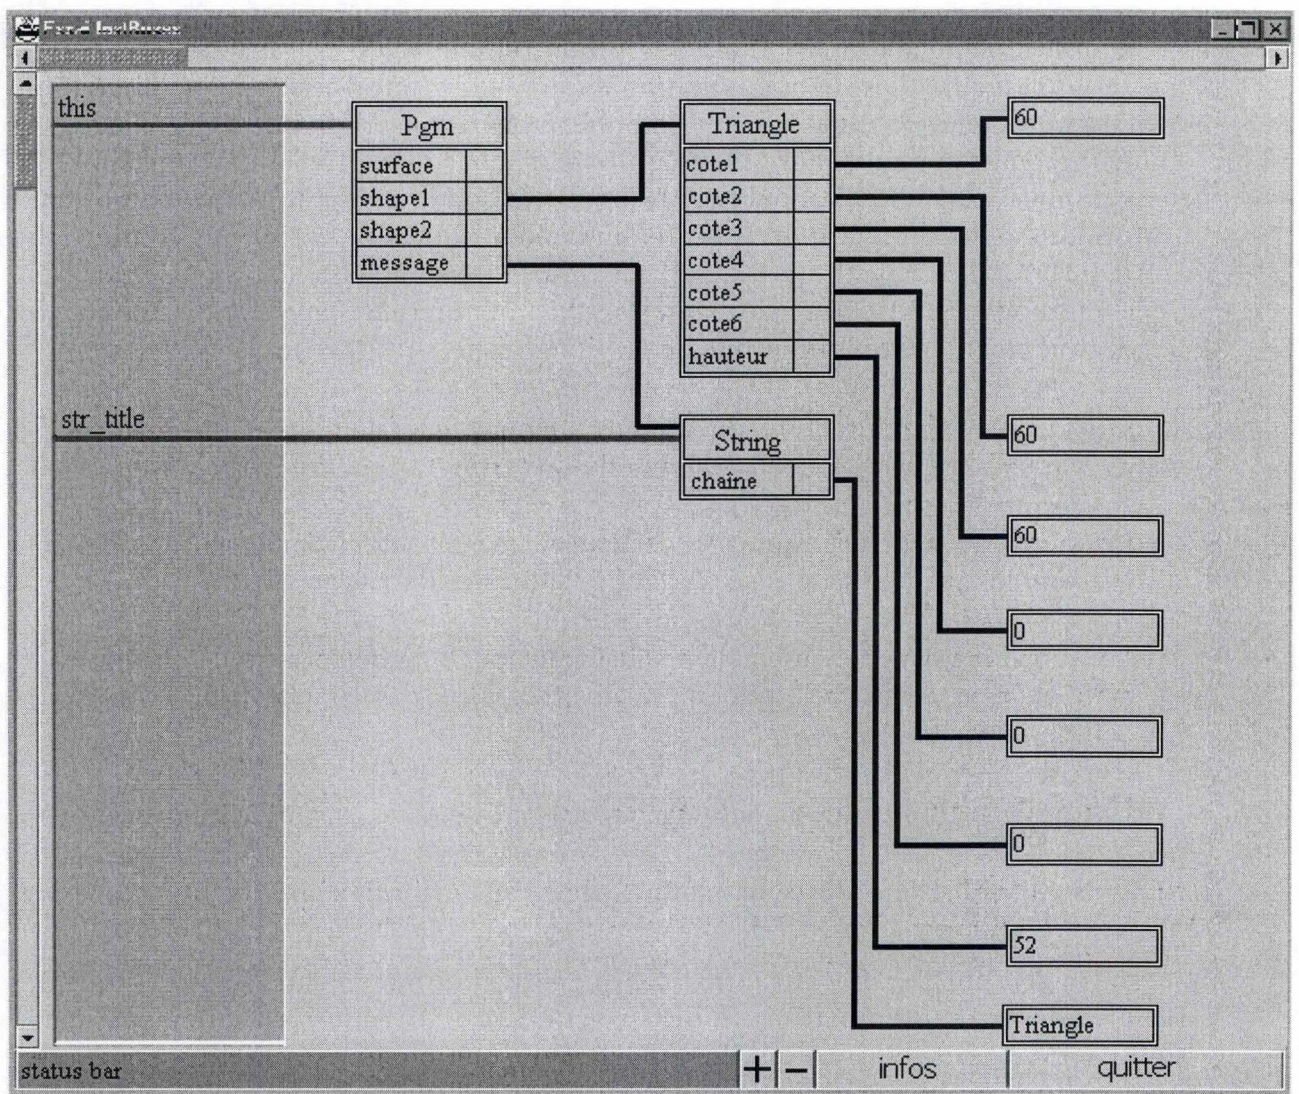 this
Pgm
surface
shape1
shape2
message
Triangle
cote1
cote2
cote3
cote4
cote5
cote6
hauteur
60
str_title
String
chaîne
60
60
0
0
0
52
Triangle
status bar
+
−
infos
quitter